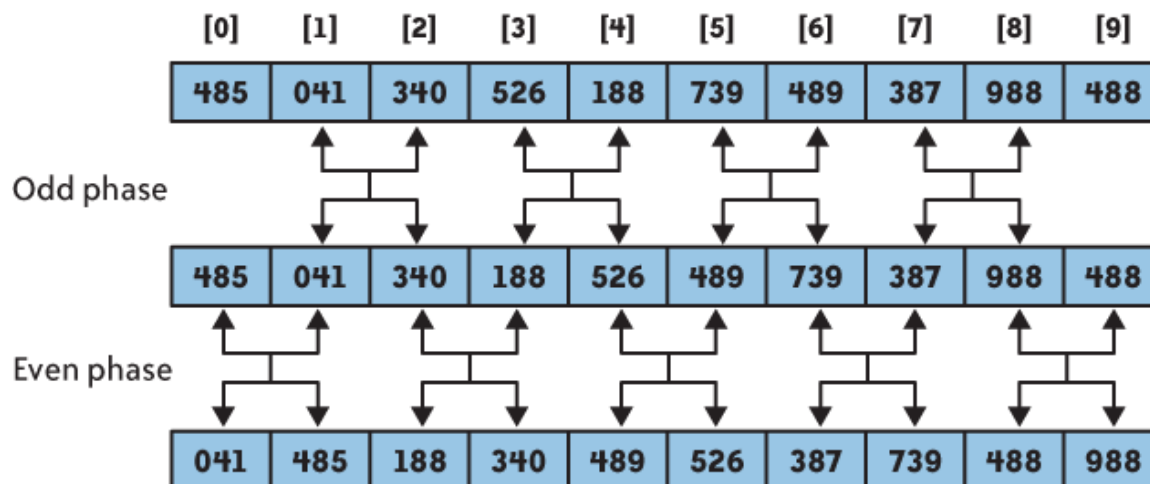 [0] [1] [2] [3] [4] [5] [6] [7] [8] [9]
485 041 340 526 188 739 489 387 988 488
Odd phase
485 041 340 188 526 489 739 387 988 488
Even phase
041 485 188 340 489 526 387 739 488 988